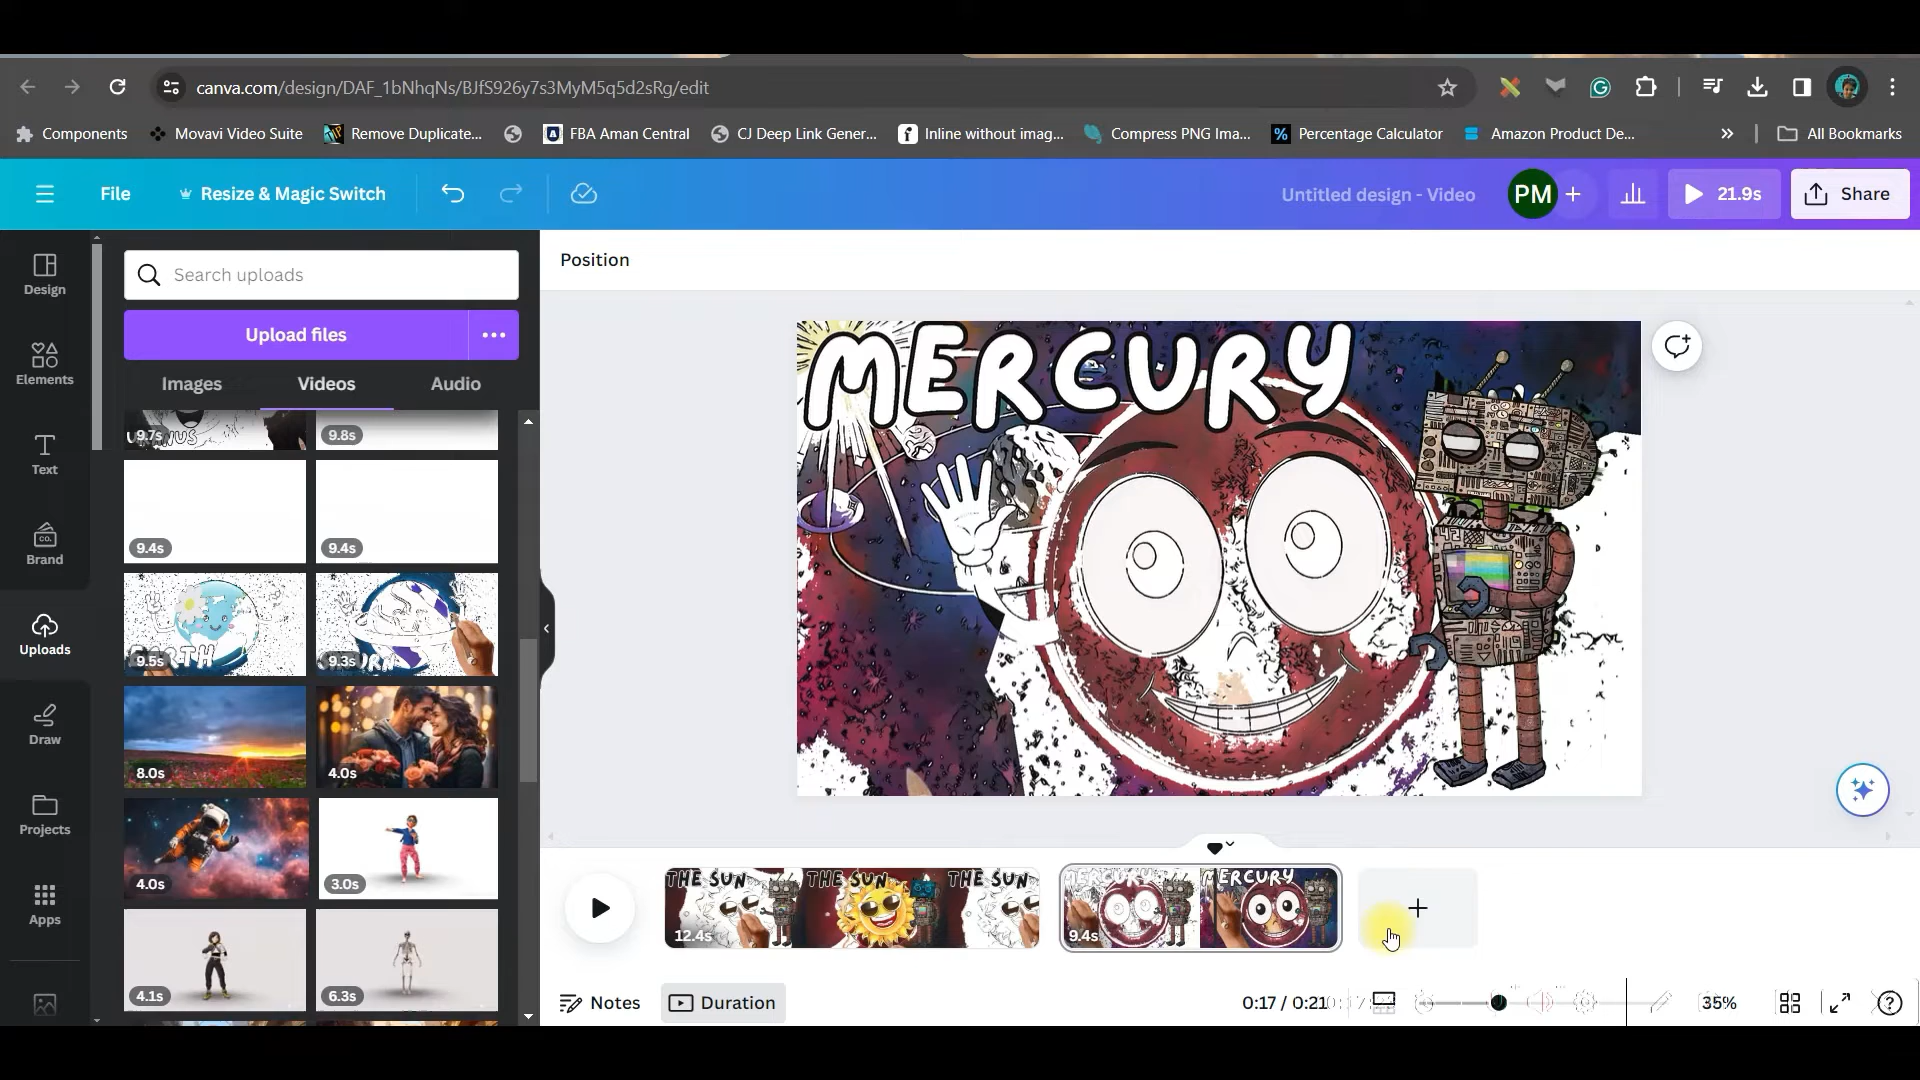 canva.com/design/DAF_1bNhqNs/BJfS926y7s3MyM5q5d2sRg/edit
Components Movavi Video Suite Remove Duplicate... FBA Aman Central CJ Deep Link Gener... Inline without imag... Compress PNG Ima... Percentage Calculator Amazon Product De... All Bookmarks
File Resize & Magic Switch Untitled design - Video PM 21.9s Share
Design
Elements
Text
Brand
Uploads
Draw
Projects
Apps
Search uploads
Upload files
Images Videos Audio
9.7s 9.8s
9.4s 9.4s
EARTH
9.5s 9.3s
8.0s 4.0s
4.0s 3.0s
4.1s 6.3s
Position
MERCURY
THE SUN THE SUN THE SUN
12.4s
MERCURY MERCURY
9.4s
Notes Duration 0:17 / 0:21 35%